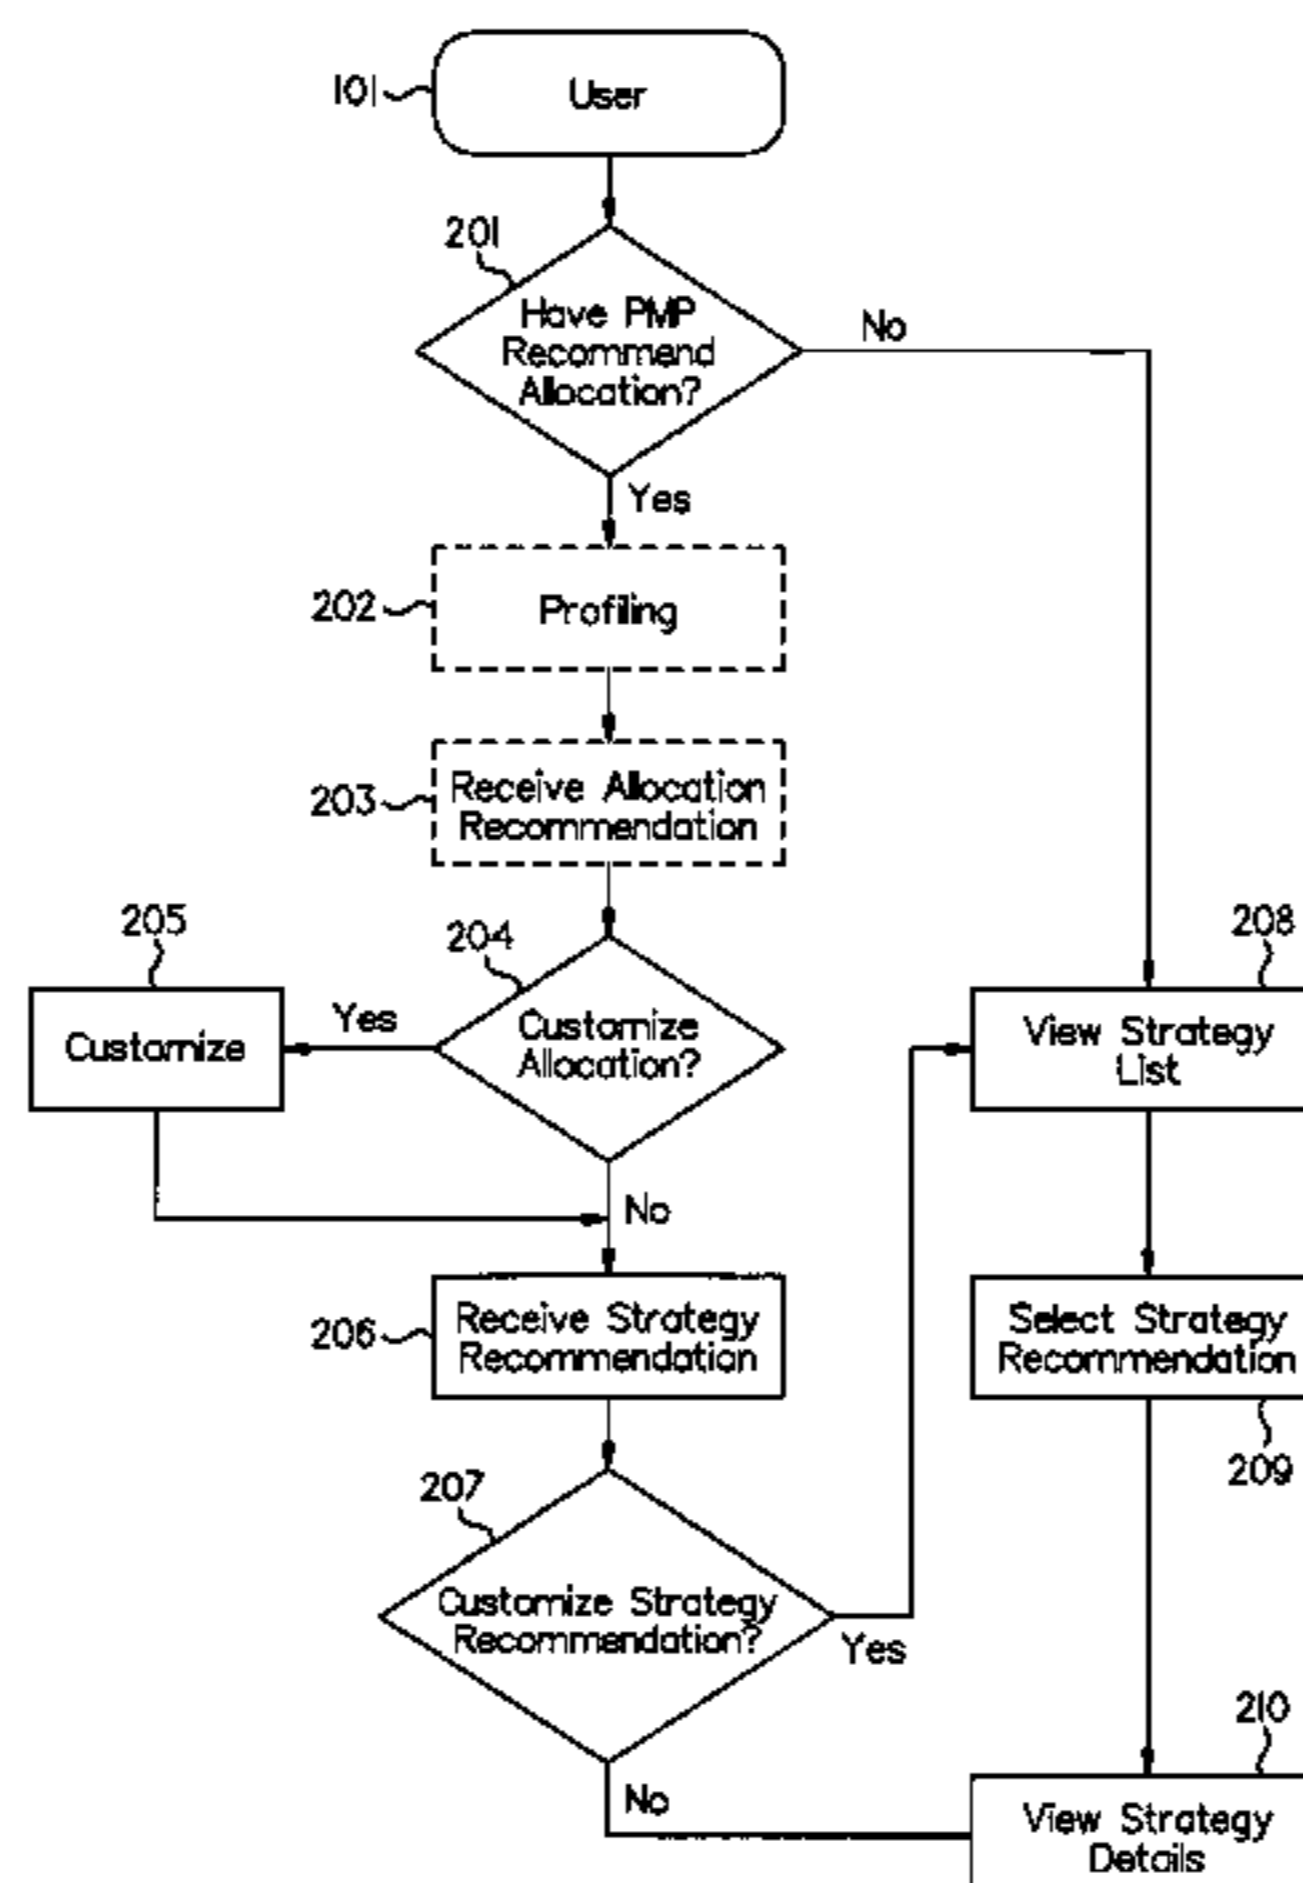 101
User
201
Have PMP
Recommend
Allocation?
No
Yes
202
Profiling
203
Receive Allocation
Recommendation
205
204
208
Customize
Yes
Customize
Allocation?
View Strategy
List
No
206
Receive Strategy
Recommendation
Select Strategy
Recommendation
209
207
Customize Strategy
Recommendation?
Yes
210
No
View Strategy
Details